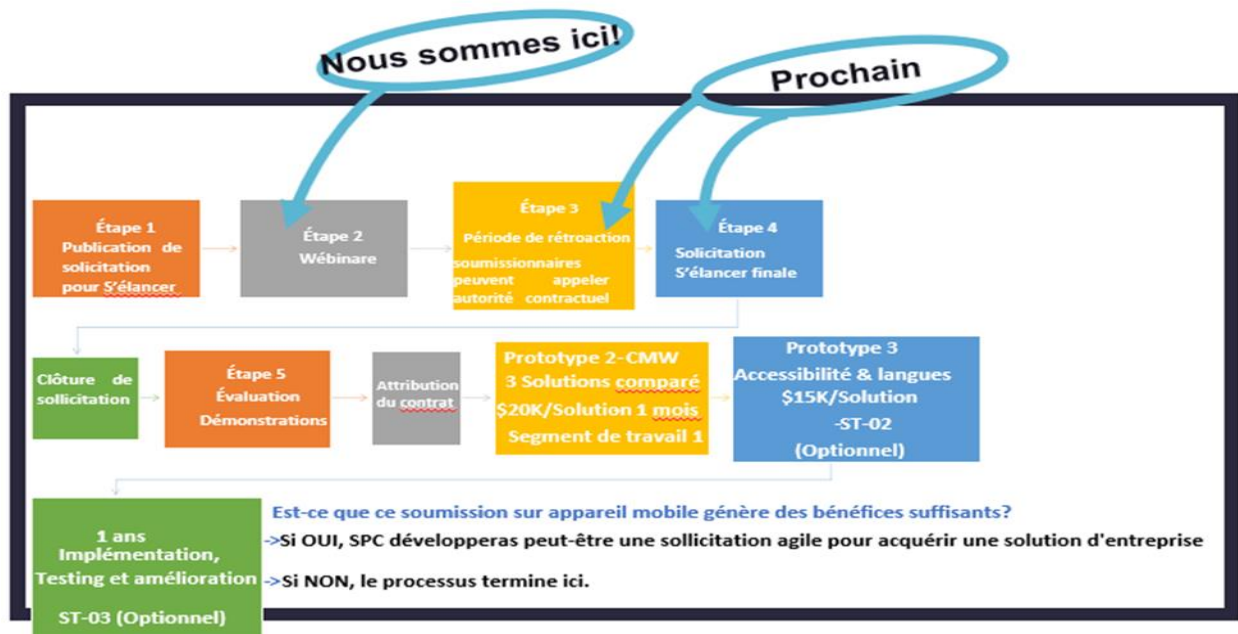 Nous sommes ici!
Prochain
Étape 1
Publication de
solicitation
pour S'élancer
Étape 2
Wébinare
Étape 3
Période de rétroaction
soumissionnaires
peuvent appeler
autorité contractuel
Étape 4
Solicitation
S'élancer finale
Clôture de
sollicitation
Étape 5
Évaluation
Démonstrations
Attribution
du contrat
Prototype 2-CMW
3 Solutions comparé
$20K/Solution 1 mois
Segment de travail 1
Prototype 3
Accessibilité & langues
$15K/Solution
-ST-02
(Optionnel)
1 ans
Implémentation,
Testing et amélioration
ST-03 (Optionnel)
Est-ce que ce soumission sur appareil mobile génère des bénéfices suffisants?
->Si OUI, SPC développeras peut-être une sollicitation agile pour acquérir une solution d'entreprise
->Si NON, le processus termine ici.